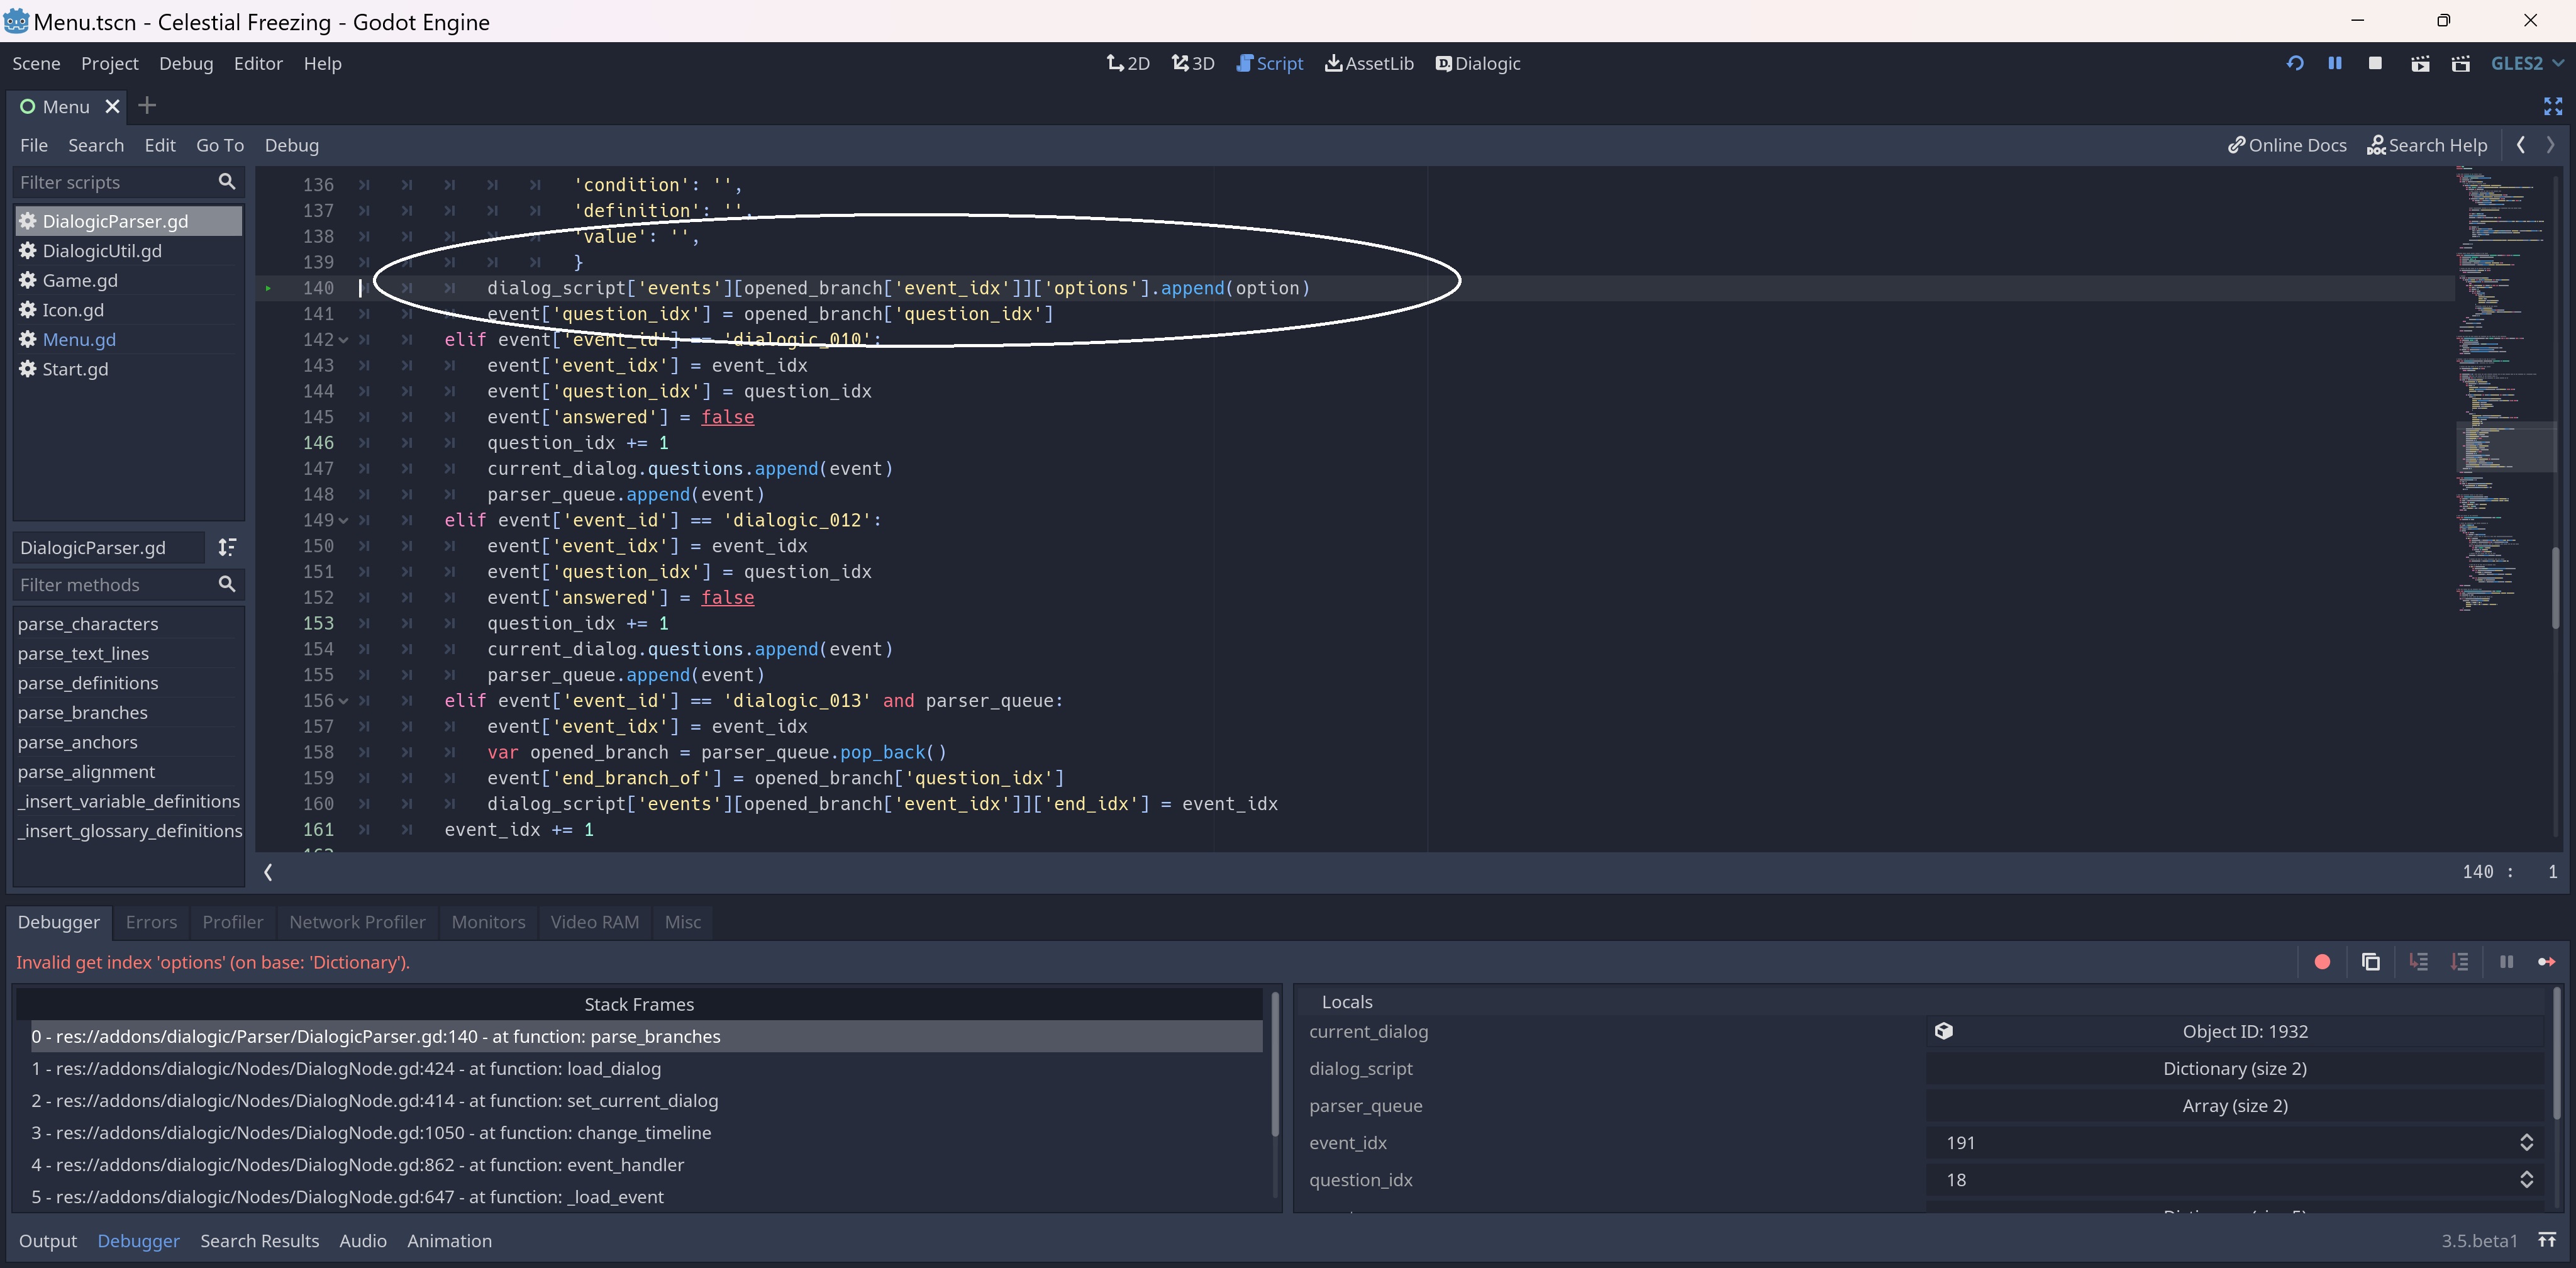 Menu.tscn - Celestial Freezing - Godot Engine
Scene Project Debug Editor Help
2D 3D Script AssetLib Dialogic
GLES2
Menu
File Search Edit Go To Debug
Online Docs Search Help
Filter scripts
DialogicParser.gd
DialogicUtil.gd
Game.gd
Icon.gd
Menu.gd
Start.gd
DialogicParser.gd
Filter methods
parse_characters
parse_text_lines
parse_definitions
parse_branches
parse_anchors
parse_alignment
_insert_variable_definitions
_insert_glossary_definitions
136 'condition': '',
137 'definition': '',
138 'value': '',
139 }
140 dialog_script['events'][opened_branch['event_idx']]['options'].append(option)
141 event['question_idx'] = opened_branch['question_idx']
142 elif event['event_id'] == 'dialogic_010':
143 event['event_idx'] = event_idx
144 event['question_idx'] = question_idx
145 event['answered'] = false
146 question_idx += 1
147 current_dialog.questions.append(event)
148 parser_queue.append(event)
149 elif event['event_id'] == 'dialogic_012':
150 event['event_idx'] = event_idx
151 event['question_idx'] = question_idx
152 event['answered'] = false
153 question_idx += 1
154 current_dialog.questions.append(event)
155 parser_queue.append(event)
156 elif event['event_id'] == 'dialogic_013' and parser_queue:
157 event['event_idx'] = event_idx
158 var opened_branch = parser_queue.pop_back()
159 event['end_branch_of'] = opened_branch['question_idx']
160 dialog_script['events'][opened_branch['event_idx']]['end_idx'] = event_idx
161 event_idx += 1
140 : 1
Debugger Errors Profiler Network Profiler Monitors Video RAM Misc
Invalid get index 'options' (on base: 'Dictionary').
Stack Frames
0 - res://addons/dialogic/Parser/DialogicParser.gd:140 - at function: parse_branches
1 - res://addons/dialogic/Nodes/DialogNode.gd:424 - at function: load_dialog
2 - res://addons/dialogic/Nodes/DialogNode.gd:414 - at function: set_current_dialog
3 - res://addons/dialogic/Nodes/DialogNode.gd:1050 - at function: change_timeline
4 - res://addons/dialogic/Nodes/DialogNode.gd:862 - at function: event_handler
5 - res://addons/dialogic/Nodes/DialogNode.gd:647 - at function: _load_event
Locals
current_dialog Object ID: 1932
dialog_script Dictionary (size 2)
parser_queue Array (size 2)
event_idx 191
question_idx 18
Output Debugger Search Results Audio Animation
3.5.beta1